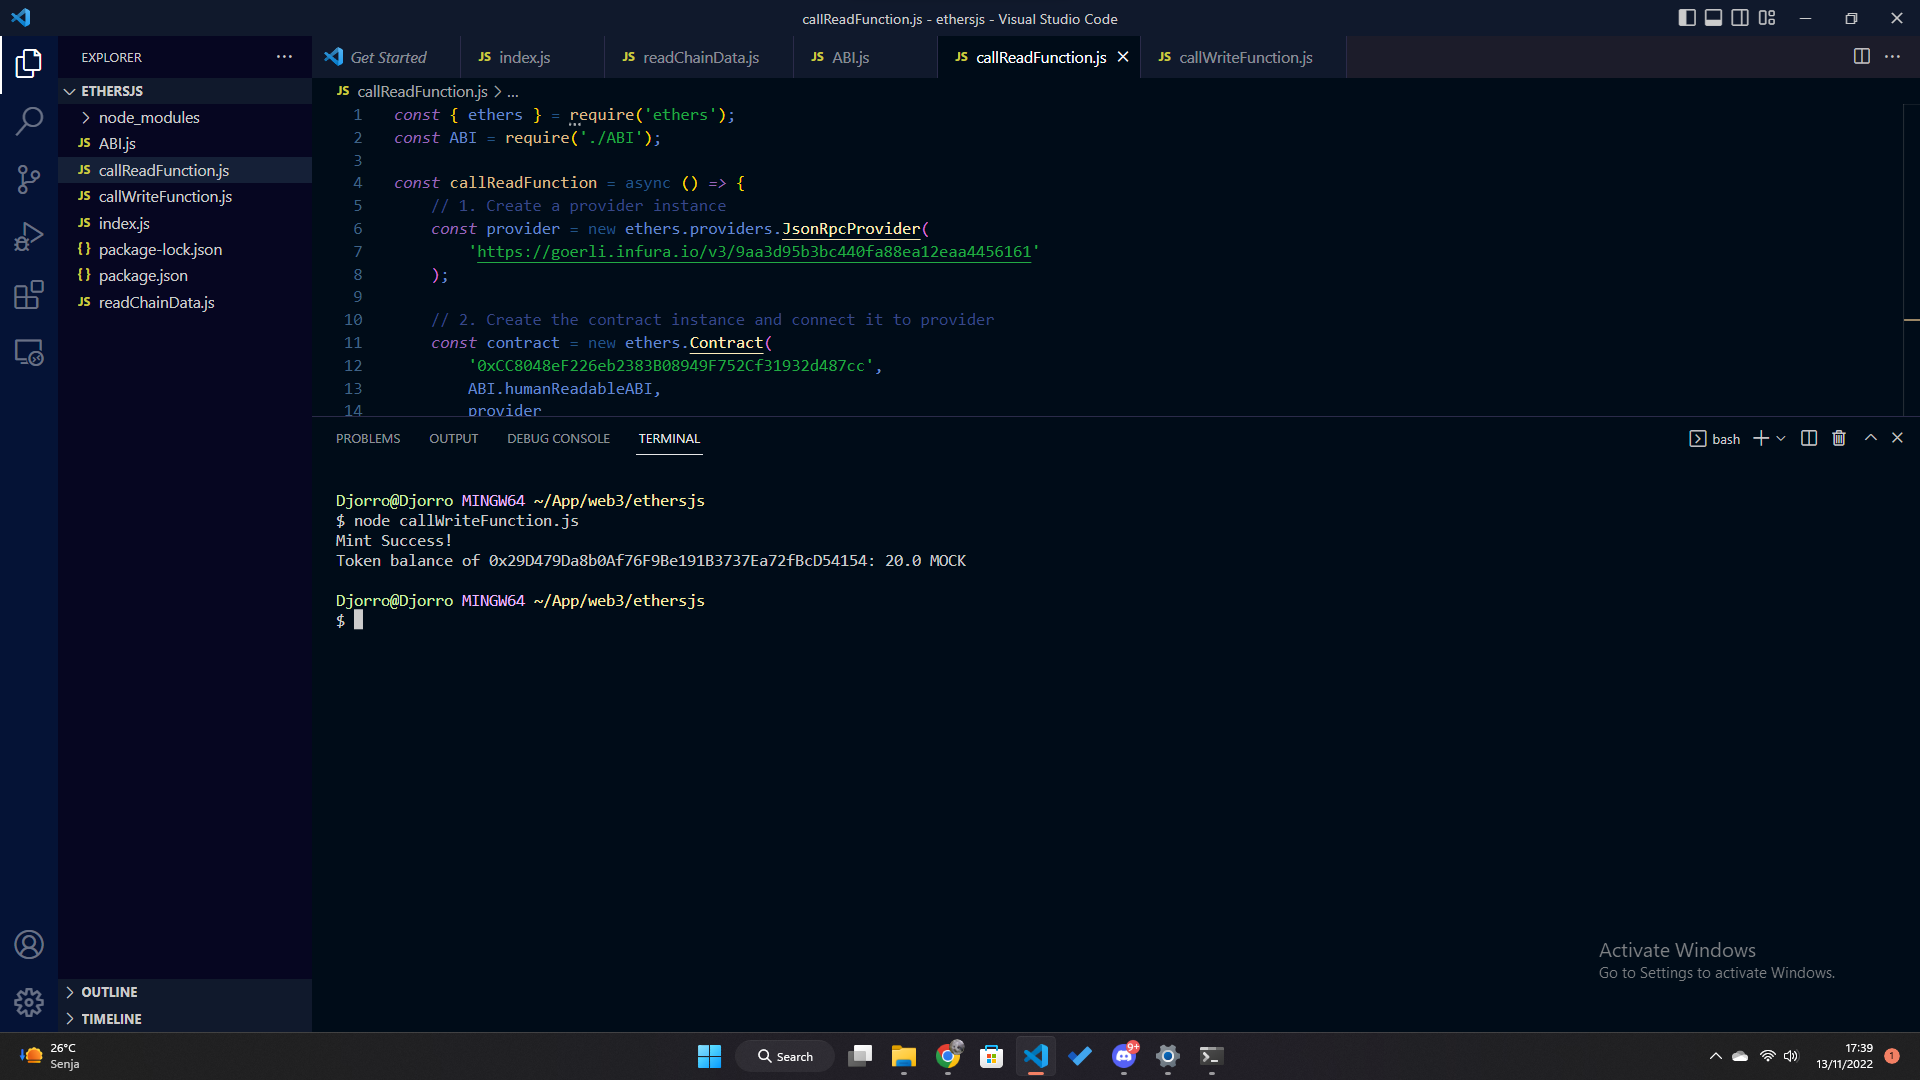 callReadFunction.js - ethersjs - Visual Studio Code
EXPLORER
Get Started
JS index.js
JS readChainData.js
JS ABI.js
JS callReadFunction.js
JS callWriteFunction.js
ETHERSJS
node_modules
JS ABI.js
JS callReadFunction.js
JS callWriteFunction.js
JS index.js
{} package-lock.json
{} package.json
JS readChainData.js
JS callReadFunction.js > ...
1 const { ethers } = require('ethers');
2 const ABI = require('./ABI');
3
4 const callReadFunction = async () => {
5 // 1. Create a provider instance
6 const provider = new ethers.providers.JsonRpcProvider(
7 'https://goerli.infura.io/v3/9aa3d95b3bc440fa88ea12eaa4456161'
8 );
9
10 // 2. Create the contract instance and connect it to provider
11 const contract = new ethers.Contract(
12 '0xCC8048eF226eb2383B08949F752Cf31932d487cc',
13 ABI.humanReadableABI,
14 provider
PROBLEMS OUTPUT DEBUG CONSOLE TERMINAL
bash
Djorro@Djorro MINGW64 ~/App/web3/ethersjs
$ node callWriteFunction.js
Mint Success!
Token balance of 0x29D479Da8b0Af76F9Be191B3737Ea72fBcD54154: 20.0 MOCK
Djorro@Djorro MINGW64 ~/App/web3/ethersjs
$
Activate Windows
Go to Settings to activate Windows.
OUTLINE
TIMELINE
26°C
Senja
Search
9+
17:39
13/11/2022
1